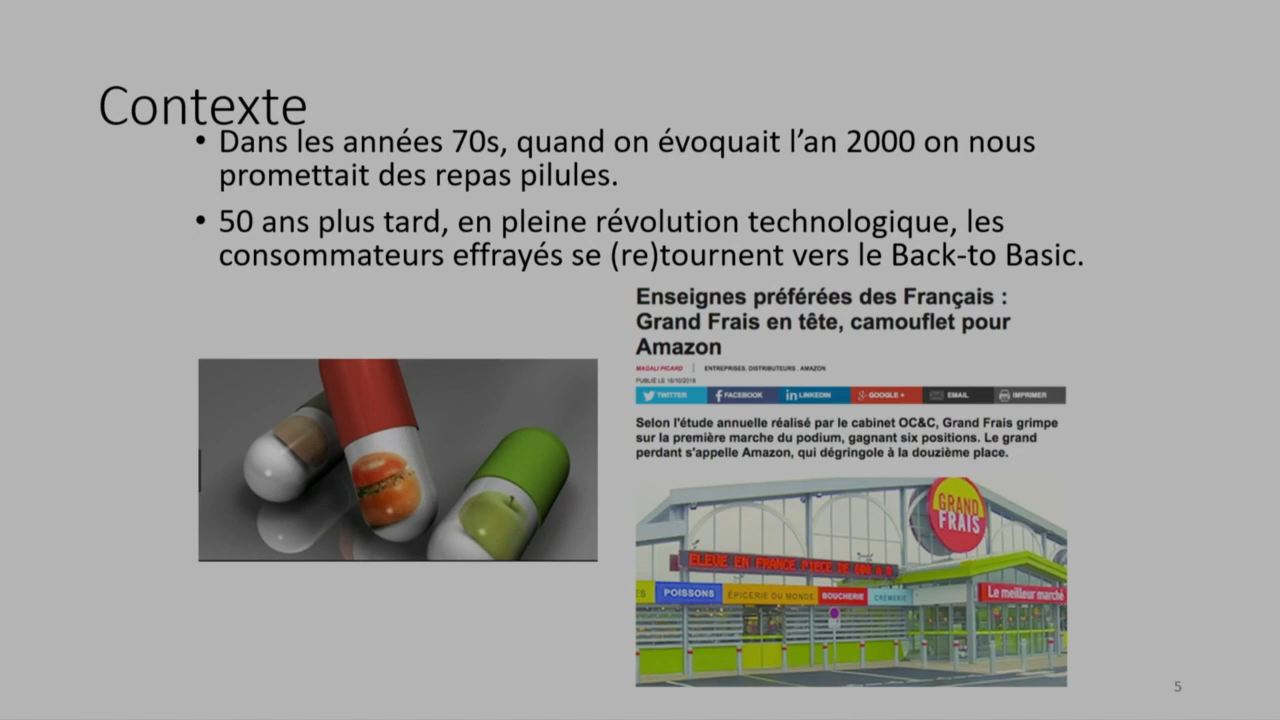 Contexte
• Dans les années 70s, quand on évoquait l’an 2000 on nous
promettait des repas pilules.
• 50 ans plus tard, en pleine révolution technologique, les
consommateurs effrayés se (re)tournent vers le Back-to Basic.
Enseignes préférées des Français :
Grand Frais en tête, camouflet pour
Amazon
MAGALI PICARD | ENTREPRISES, DISTRIBUTEURS , AMAZON
PUBLIÉ LE 16/10/2018
TWITTER FACEBOOK LINKEDIN GOOGLE + EMAIL IMPRIMER
Selon l'étude annuelle réalisé par le cabinet OC&C, Grand Frais grimpe
sur la première marche du podium, gagnant six positions. Le grand
perdant s'appelle Amazon, qui dégringole à la douzième place.
GRAND
FRAIS
ELEVE EN FRANCE PIECE DE
POISSONS ÉPICERIE DU MONDE BOUCHERIE CRÈMERIE
Le meilleur marché
5